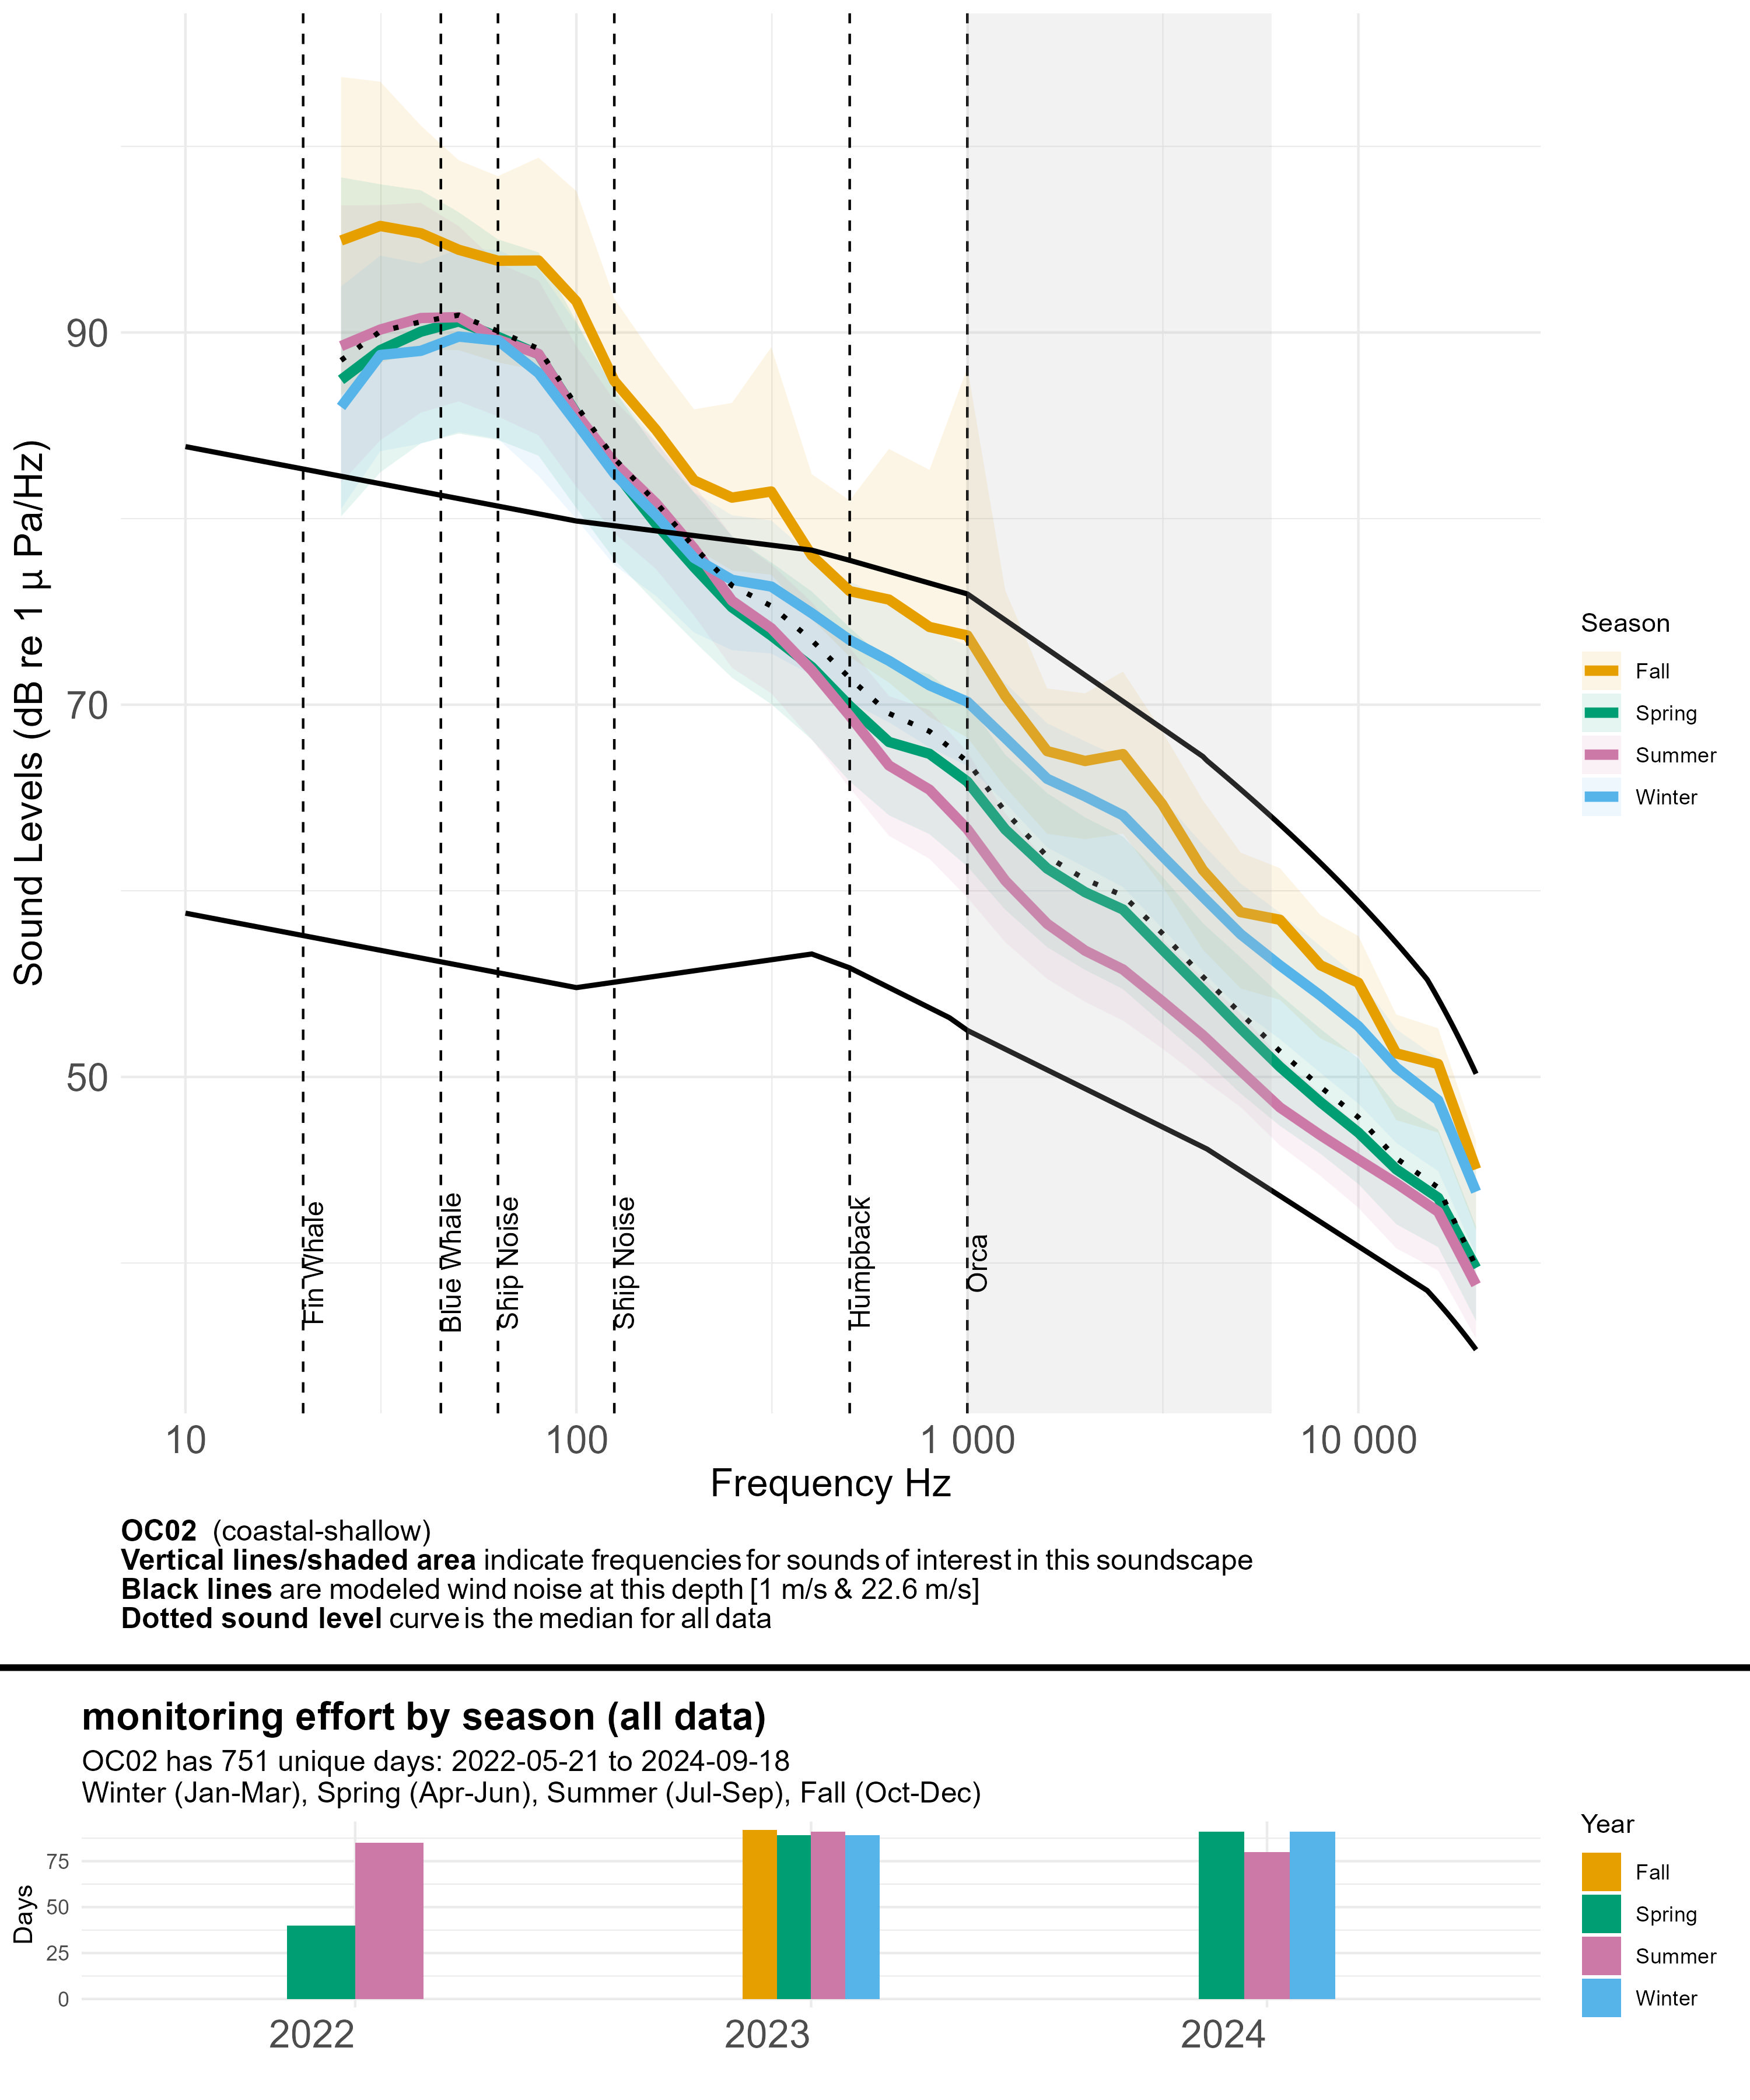 90
70
50
Sound Levels (dB re 1 µ Pa/Hz)
Fin Whale
Blue Whale
Ship Noise
Ship Noise
Humpback
Orca
10
100
1 000
10 000
Frequency Hz
Season
Fall
Spring
Summer
Winter
OC02 (coastal-shallow)
Vertical lines/shaded area indicate frequencies for sounds of interest in this soundscape
Black lines are modeled wind noise at this depth [1 m/s & 22.6 m/s]
Dotted sound level curve is the median for all data
monitoring effort by season (all data)
OC02 has 751 unique days: 2022-05-21 to 2024-09-18
Winter (Jan-Mar), Spring (Apr-Jun), Summer (Jul-Sep), Fall (Oct-Dec)
Days
75
50
25
0
2022
2023
2024
Year
Fall
Spring
Summer
Winter